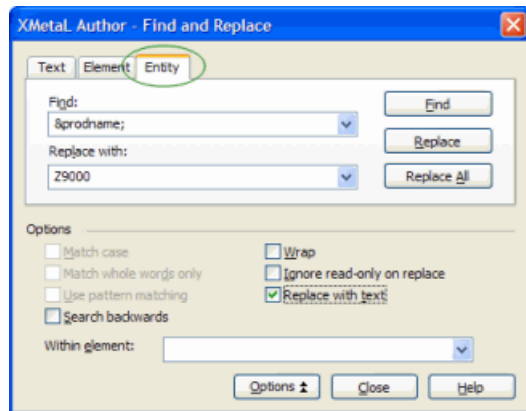 XMetaL Author - Find and Replace
Text Element Entity
Find:
Find
&prodname;
Replace
Replace with:
Z9000
Replace All
Options
Match case
Wrap
Match whole words only
Ignore read-only on replace
Use pattern matching
Replace with text
Search backwards
Within element:
Options
Close
Help